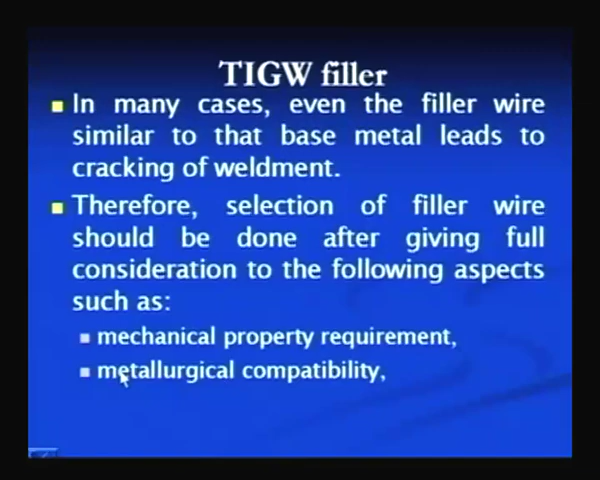 TIGW filler
In many cases, even the filler wire
similar to that base metal leads to
cracking of weldment.
Therefore, selection of filler wire
should be done after giving full
consideration to the following aspects
such as:
mechanical property requirement,
metallurgical compatibility,